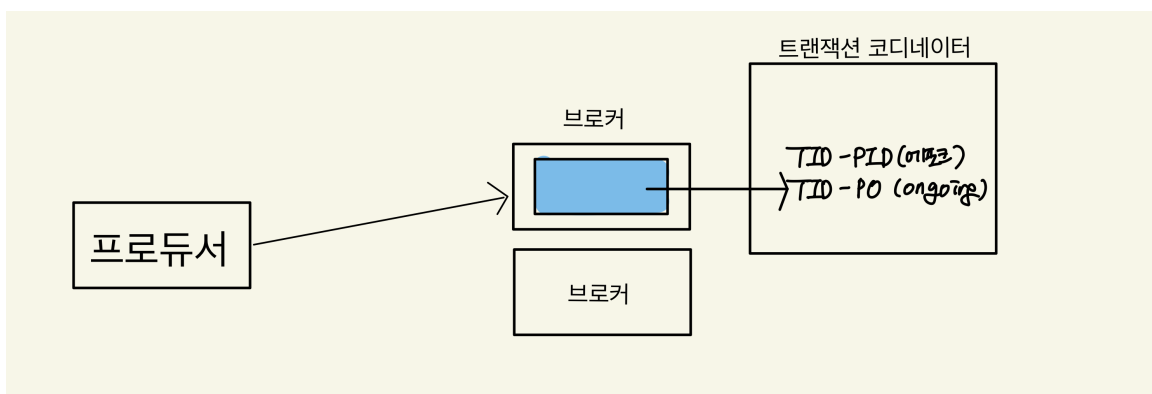 트랜잭션 코디네이터
브로커
TID - PID (에포크)
TID - PO (ongoing)
프로듀서
브로커